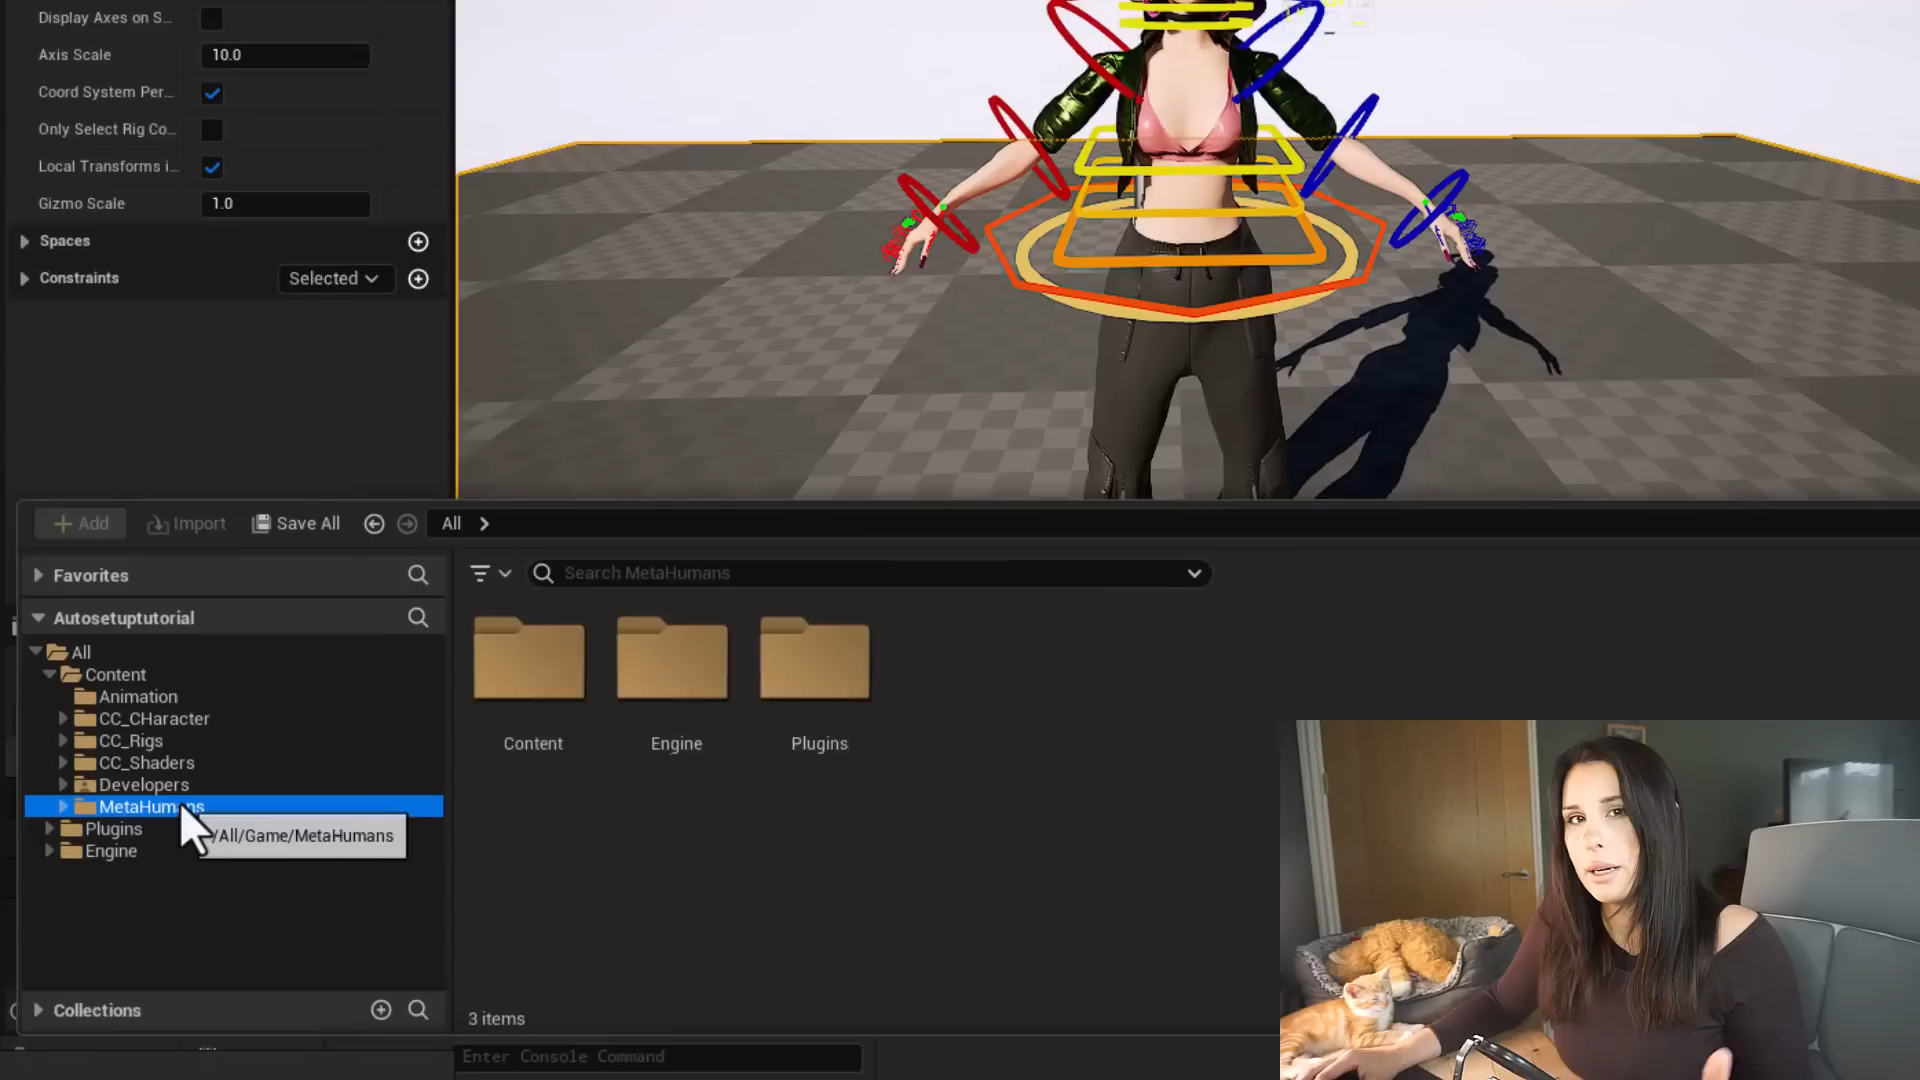 Display Axes on S...
Axis Scale
10.0
Coord System Per...
Only Select Rig Co...
Local Transforms i...
Gizmo Scale
1.0
Spaces
Constraints
Selected
Add
Import
Save All
All
Favorites
Search MetaHumans
Autosetuptutorial
All
Content
Animation
CC_CHaracter
CC_Rigs
CC_Shaders
Developers
MetaHumans
Plugins
/All/Game/MetaHumans
Engine
Content
Engine
Plugins
Collections
3 items
Enter Console Command